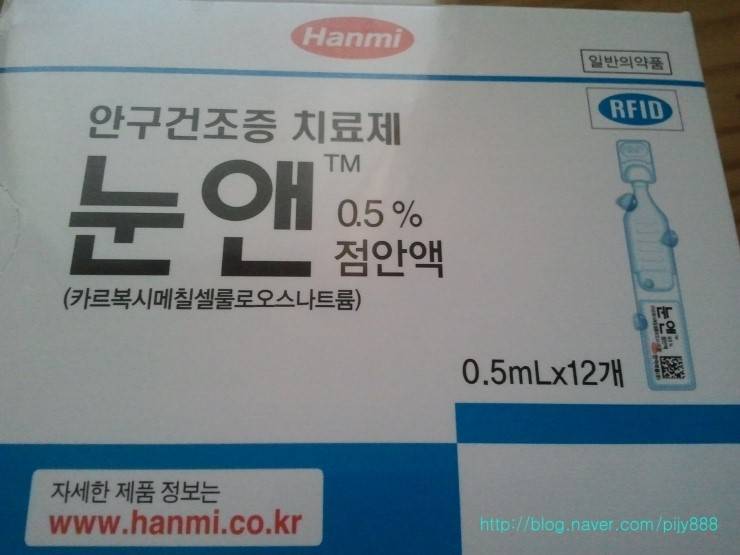 Hanmi
일반의약품
RFID
안구건조증 치료제
눈앤™
0.5%
점안액
(카르복시메칠셀룰로오스나트륨)
눈앤
0.5mLx12개
자세한 제품 정보는
www.hanmi.co.kr
http://blog.naver.com/pijy888